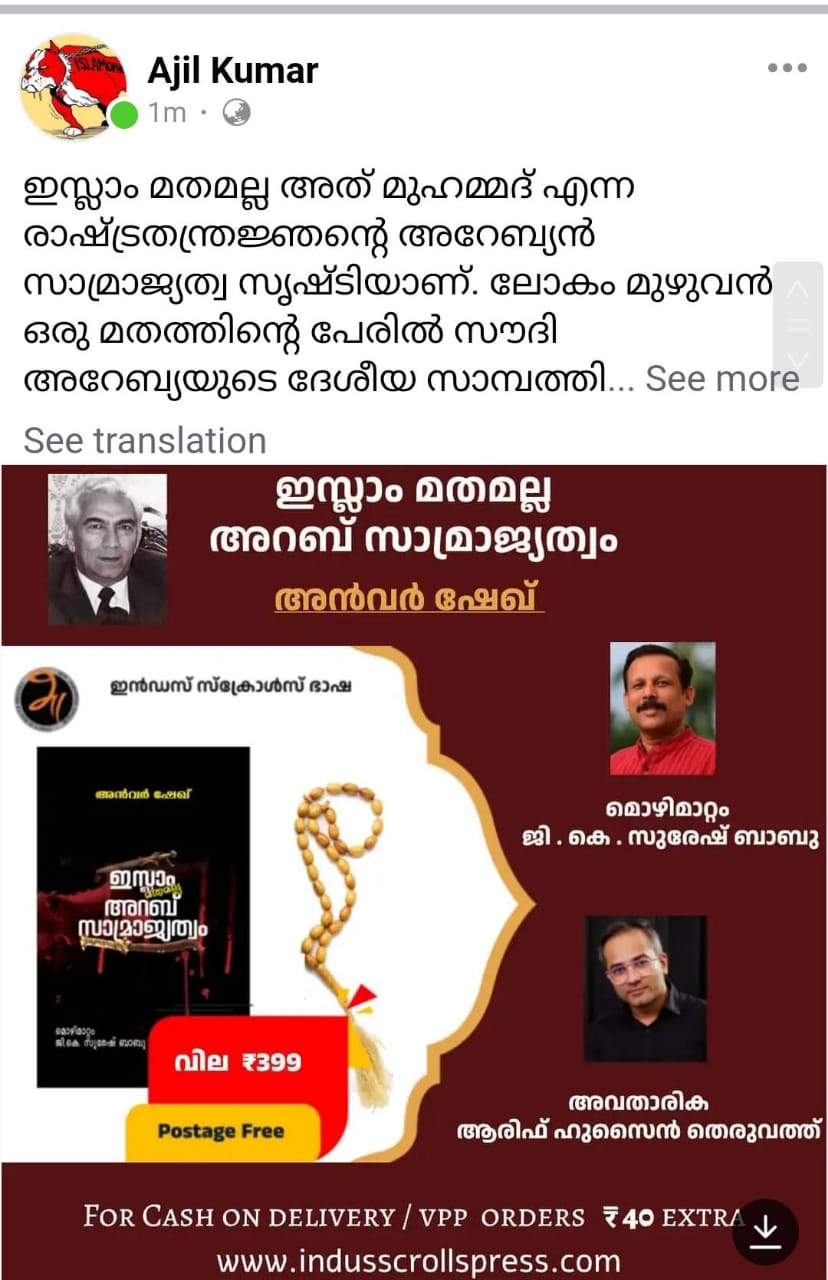 ISLAM
Ajil Kumar
1m
ഇസ്ലാം മതമല്ല അത് മുഹമ്മദ് എന്ന
രാഷ്ട്രതന്ത്രജ്ഞന്റെ അറേബ്യൻ
സാമ്രാജ്യത്വ സൃഷ്ടിയാണ്. ലോകം മുഴുവൻ
ഒരു മതത്തിന്റെ പേരിൽ സൗദി
അറേബ്യയുടെ ദേശീയ സാമ്പത്തി... See more
See translation
ഇസ്ലാം മതമല്ല
അറബ് സാമ്രാജ്യത്വം
അൻവർ ഷേഖ്
ഇൻഡസ് സ്ക്രോൾസ് ഭാഷ
അൻവർ ഷേഖ്
ഇസ്ലാം
മതമല്ല
അറബ്
സാമ്രാജ്യത്വം
മൊഴിമാറ്റം
ജി.കെ. സുരേഷ് ബാബു
മൊഴിമാറ്റം
ജി . കെ . സുരേഷ് ബാബു
വില ₹399
Postage Free
അവതാരിക
ആരിഫ് ഹുസൈൻ തെരുവത്ത്
FOR CASH ON DELIVERY / VPP ORDERS ₹40 EXTRA
www.indusscrollspress.com